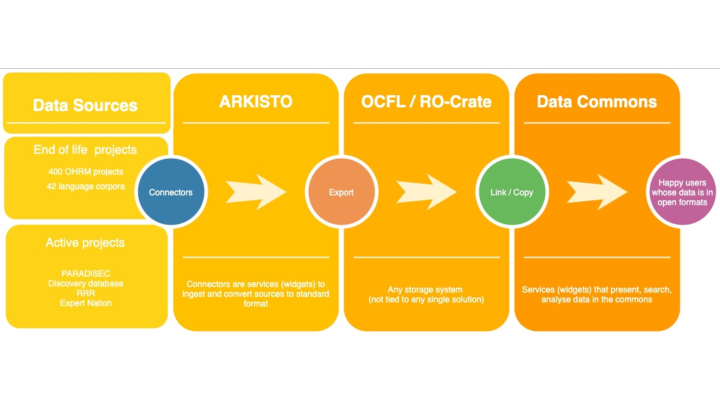 Data Sources
End of life projects
400 OHRM projects
42 language corpora
Active projects
PARADISEC
Discovery database
RRR
Expert Nation
Connectors
ARKISTO
Connectors are services (widgets) to
ingest and convert sources to standard
format
Export
OCFL / RO-Crate
Any storage system
(not tied to any single solution)
Link / Copy
Data Commons
Services (widgets) that present, search,
analyse data in the commons
Happy users
whose data is in
open formats